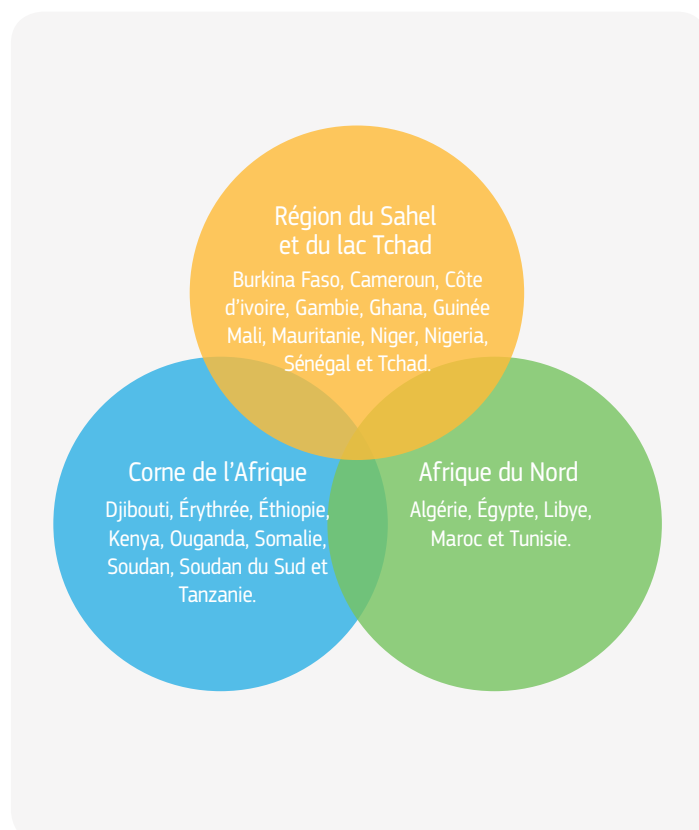 Région du Sahel
et du lac Tchad
Burkina Faso, Cameroun, Côte
d'ivoire, Gambie, Ghana, Guinée
Mali, Mauritanie, Niger, Nigeria,
Sénégal et Tchad.
Corne de l'Afrique
Djibouti, Érythrée, Éthiopie,
Kenya, Ouganda, Somalie,
Soudan, Soudan du Sud et
Tanzanie.
Afrique du Nord
Algérie, Égypte, Libye,
Maroc et Tunisie.